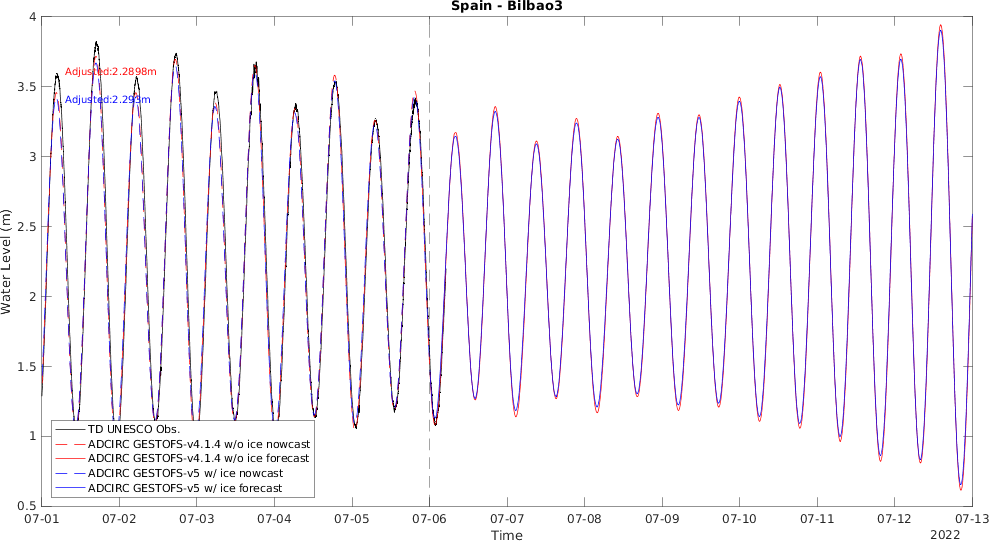 Spain - Bilbao3
4
3.5
3
2.5
2
1.5
1
0.5
Water Level (m)
Adjusted:2.2898m
Adjusted:2.293m
TD UNESCO Obs.
ADCIRC GESTOFS-v4.1.4 w/o ice nowcast
ADCIRC GESTOFS-v4.1.4 w/o ice forecast
ADCIRC GESTOFS-v5 w/ ice nowcast
ADCIRC GESTOFS-v5 w/ ice forecast
07-01 07-02 07-03 07-04 07-05 07-06 07-07 07-08 07-09 07-10 07-11 07-12 07-13
Time
2022